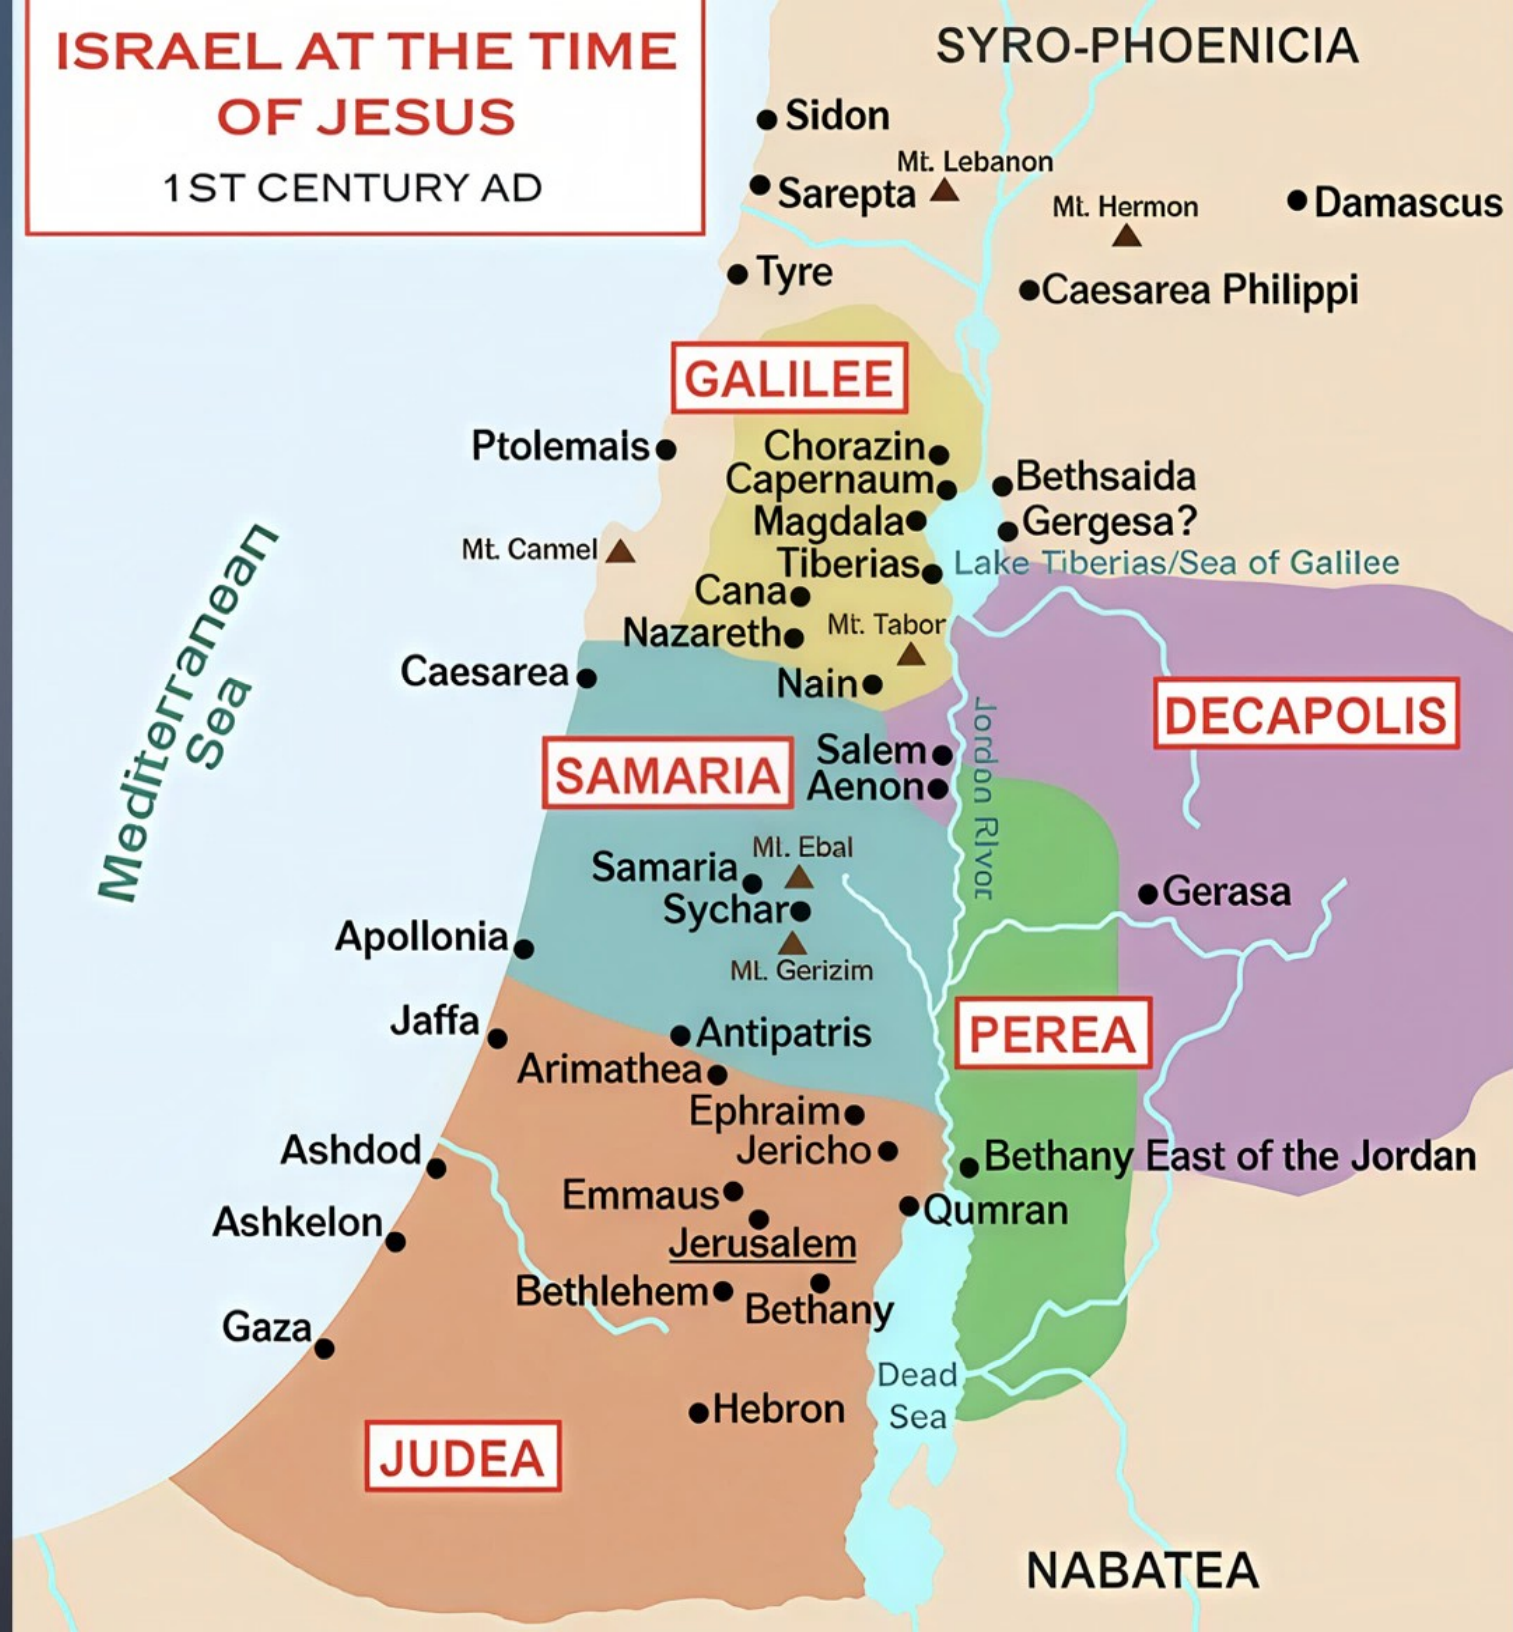 ISRAEL AT THE TIME
OF JESUS
1ST CENTURY AD
SYRO-PHOENICIA
Sidon
Mt. Lebanon
Sarepta
Mt. Hermon
Damascus
Tyre
Caesarea Philippi
GALILEE
Ptolemais
Chorazin
Capernaum
Bethsaida
Magdala
Gergesa?
Mt. Canmel
Tiberias
Lake Tiberias/Sea of Galilee
Cana
Nazareth
Mt. Tabor
Mediterranean
Sea
Caesarea
Nain
DECAPOLIS
Jordon RIvor
SAMARIA
Salem
Aenon
Mt. Ebal
Samaria
Sychar
Gerasa
Apollonia
Mt. Gerizim
Jaffa
Antipatris
PEREA
Arimathea
Ephraim
Jericho
Ashdod
Bethany East of the Jordan
Emmaus
Qumran
Ashkelon
Jerusalem
Bethlehem
Bethany
Gaza
Dead
Sea
Hebron
JUDEA
NABATEA